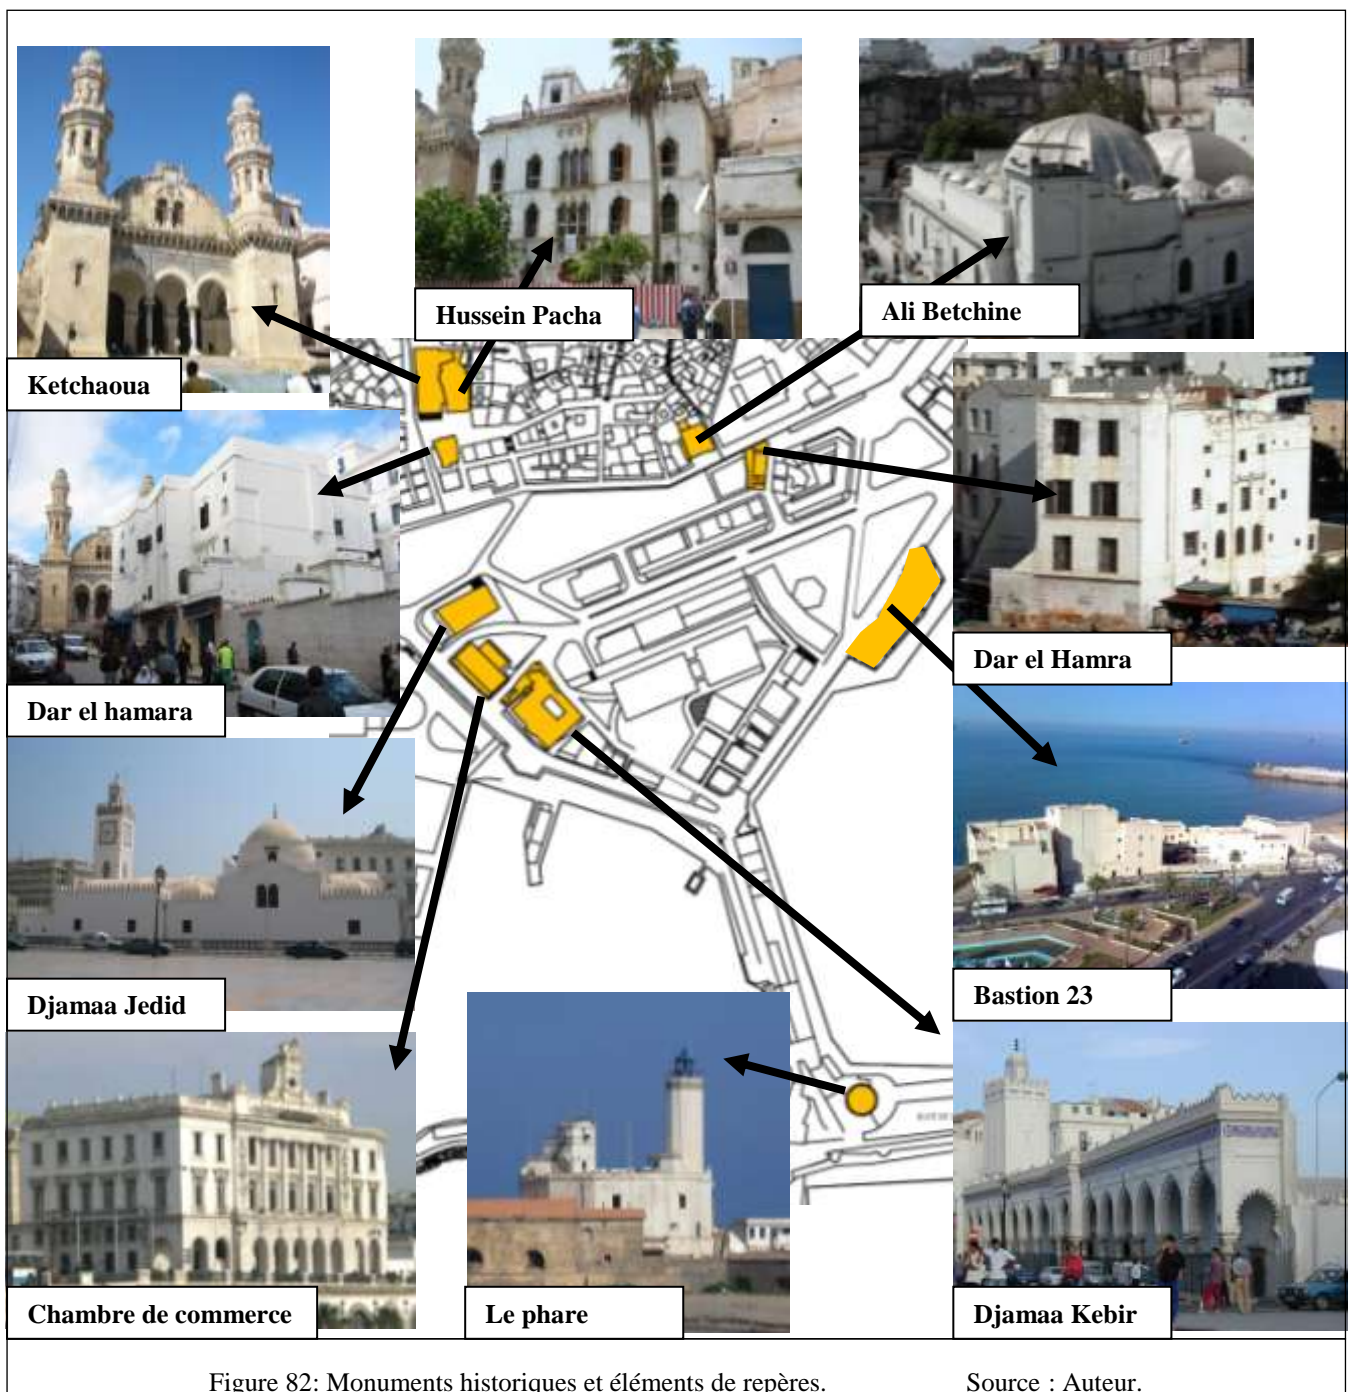 Hussein Pacha
Ali Betchine
Ketchaoua
Dar el Hamra
Dar el hamara
Djamaa Jedid
Bastion 23
Chambre de commerce
Le phare
Djamaa Kebir
Figure 82: Monuments historiques et éléments de repères. Source : Auteur.